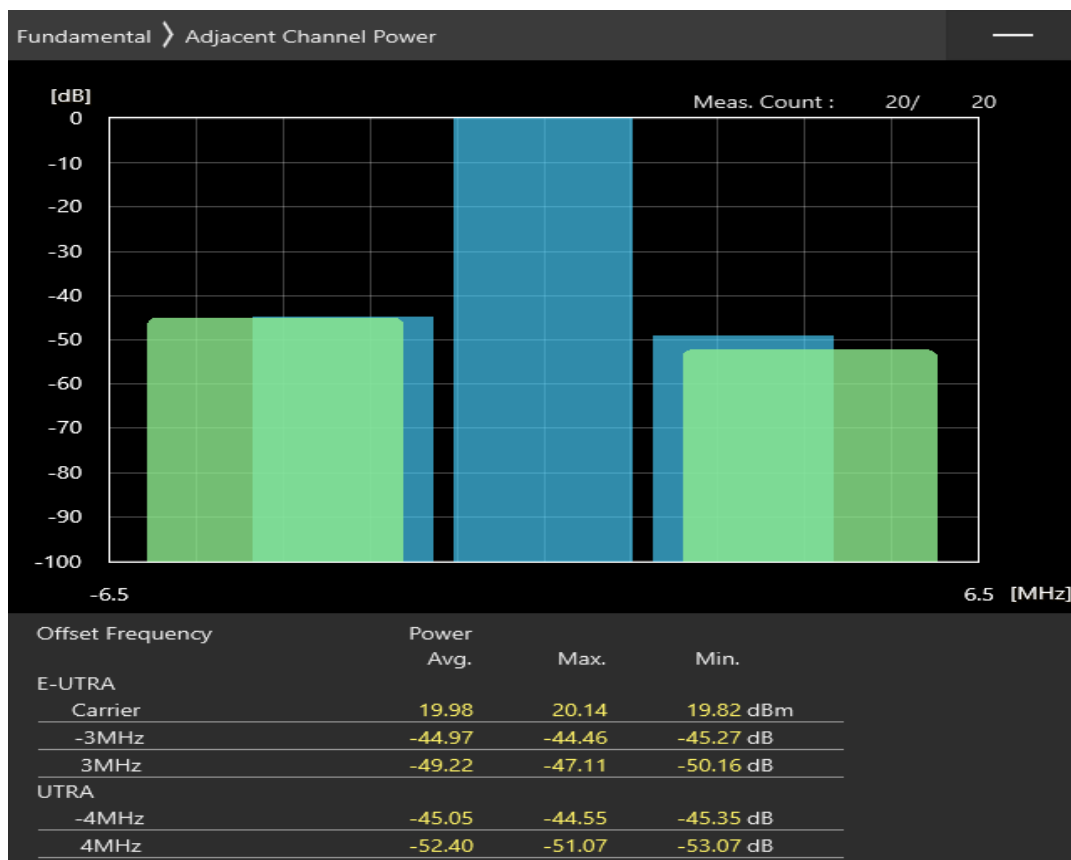 Fundamental 〉 Adjacent Channel Power
[dB]
Meas. Count : 20/ 20
0
-10
-20
-30
-40
-50
-60
-70
-80
-90
-100
-6.5 6.5 [MHz]
Offset Frequency Power
Avg. Max. Min.
E-UTRA
Carrier 19.98 20.14 19.82 dBm
-3MHz -44.97 -44.46 -45.27 dB
3MHz -49.22 -47.11 -50.16 dB
UTRA
-4MHz -45.05 -44.55 -45.35 dB
4MHz -52.40 -51.07 -53.07 dB